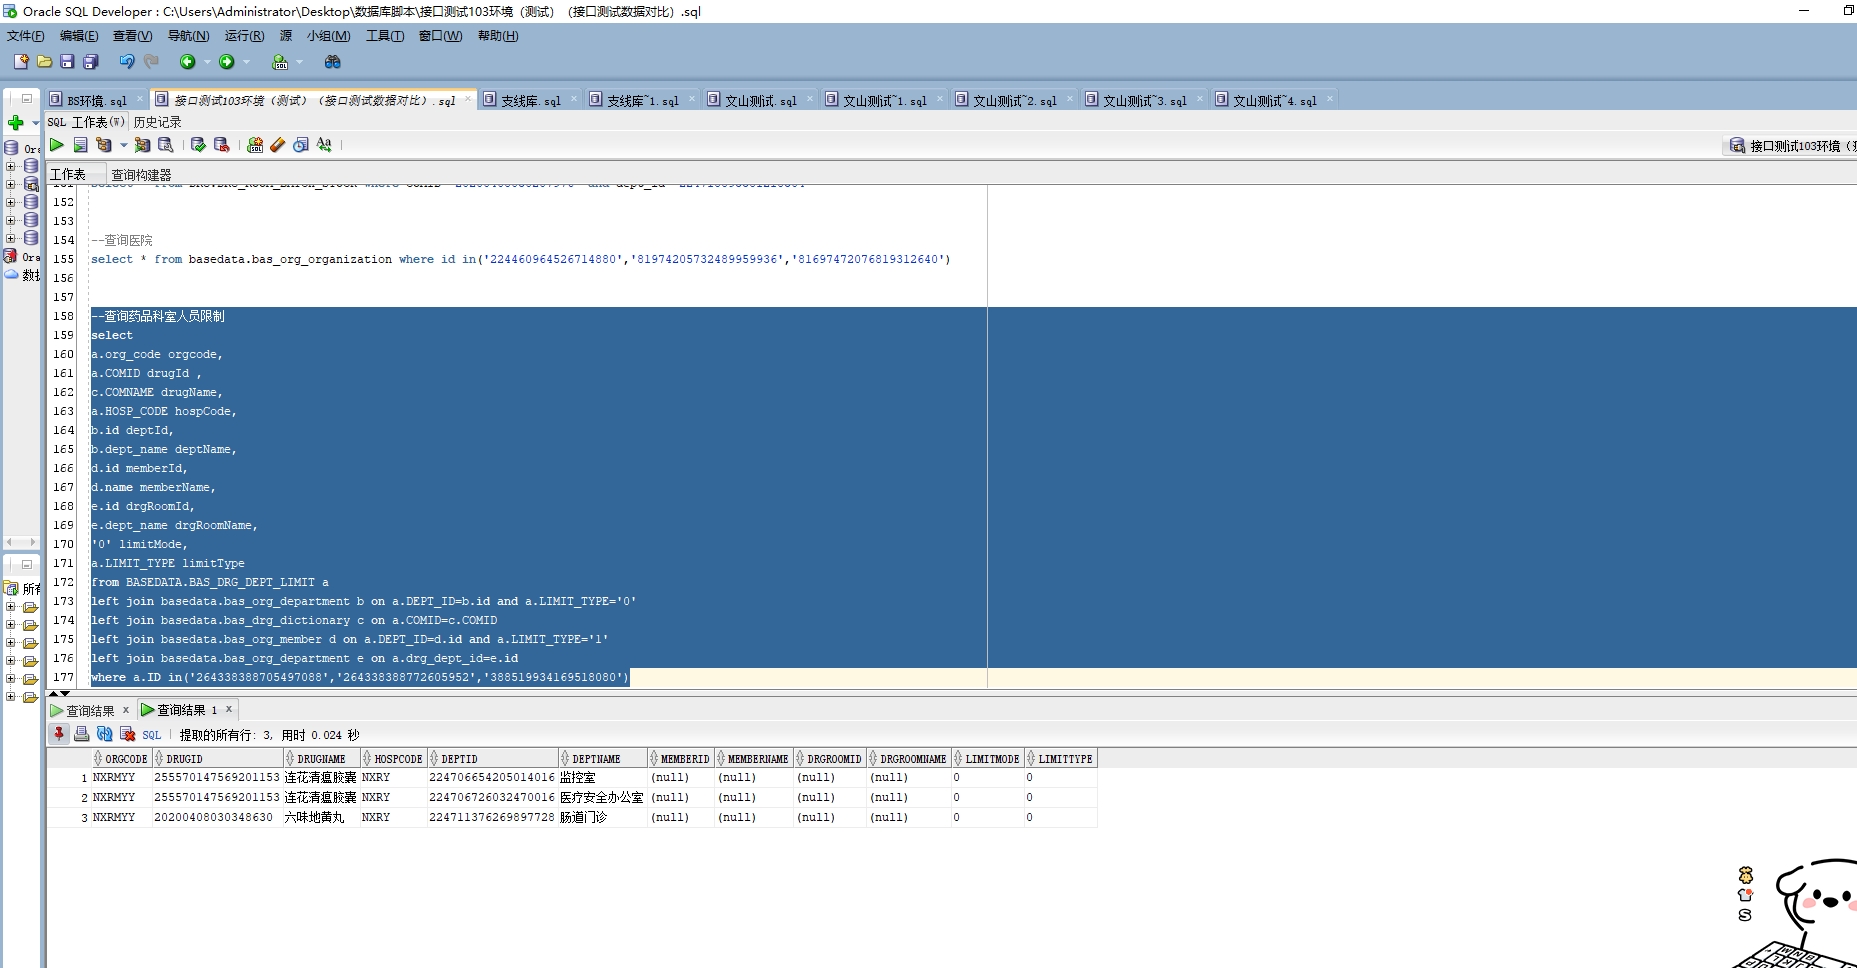 Oracle SQL Developer : C:\Users\Administrator\Desktop\数据库脚本\接口测试103环境（测试）（接口测试数据对比）.sql
文件(F) 编辑(E) 查看(V) 导航(N) 运行(R) 源 小组(M) 工具(T) 窗口(W) 帮助(H)
BS环境.sql 接口测试103环境（测试）（接口测试数据对比）.sql 支线库.sql 支线库~1.sql 文山测试.sql 文山测试~1.sql 文山测试~2.sql 文山测试~3.sql 文山测试~4.sql
SQL 工作表(W) 历史记录
接口测试103环境（
工作表 查询构建器
152
153
154 --查询医院
155 select * from basedata.bas_org_organization where id in('224460964526714880','81974205732489959936','81697472076819312640')
156
157
158 --查询药品科室人员限制
159 select
160 a.org_code orgcode,
161 a.COMID drugId ,
162 c.COMNAME drugName,
163 a.HOSP_CODE hospCode,
164 b.id deptId,
165 b.dept_name deptName,
166 d.id memberId,
167 d.name memberName,
168 e.id drgRoomId,
169 e.dept_name drgRoomName,
170 '0' limitMode,
171 a.LIMIT_TYPE limitType
172 from BASEDATA.BAS_DRG_DEPT_LIMIT a
173 left join basedata.bas_org_department b on a.DEPT_ID=b.id and a.LIMIT_TYPE='0'
174 left join basedata.bas_drg_dictionary c on a.COMID=c.COMID
175 left join basedata.bas_org_member d on a.DEPT_ID=d.id and a.LIMIT_TYPE='1'
176 left join basedata.bas_org_department e on a.drg_dept_id=e.id
177 where a.ID in('264338388705497088','264338388772605952','388519934169518080')
查询结果 x 查询结果 1 x
SQL | 提取的所有行: 3, 用时 0.024 秒
ORGCODE DRUGID DRUGNAME HOSPCODE DEPTID DEPTNAME MEMBERID MEMBERNAME DRGROOMID DRGROOMNAME LIMITMODE LIMITTYPE
1 NXRMYY 255570147569201153 连花清瘟胶囊 NXRY 224706654205014016 监控室 (null) (null) (null) (null) 0 0
2 NXRMYY 255570147569201153 连花清瘟胶囊 NXRY 224706726032470016 医疗安全办公室 (null) (null) (null) (null) 0 0
3 NXRMYY 20200408030348630 六味地黄丸 NXRY 224711376269897728 肠道门诊 (null) (null) (null) (null) 0 0